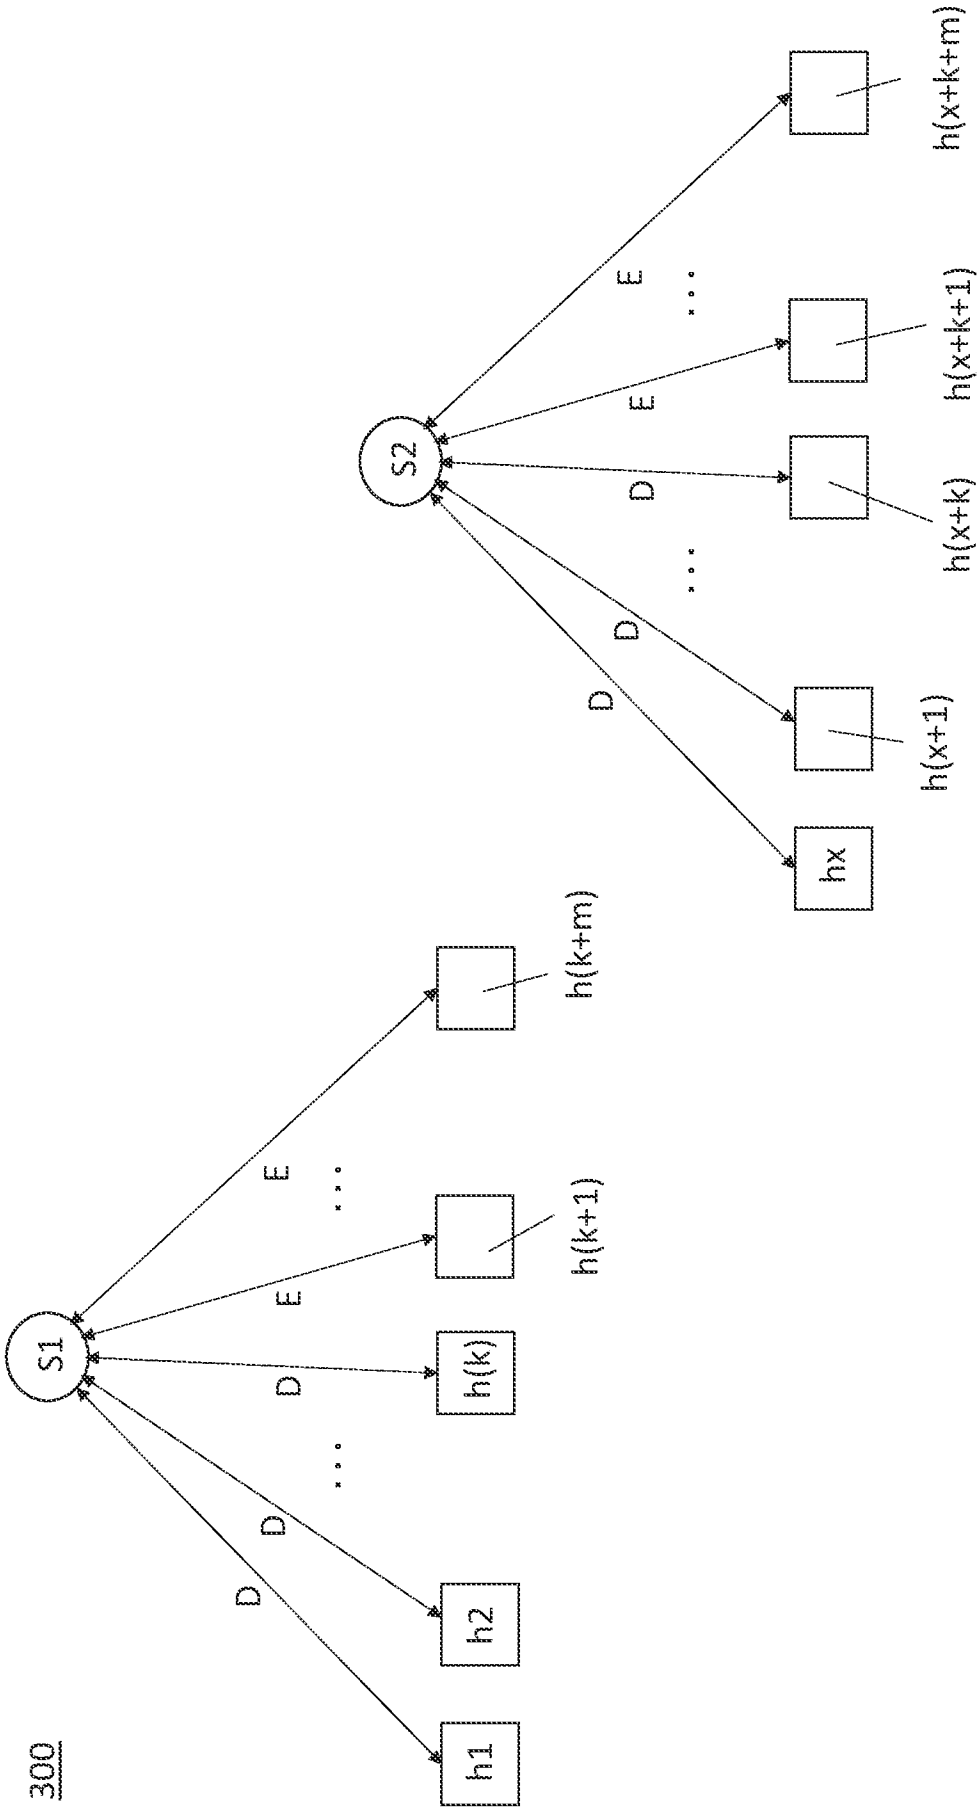 300
S1
D
D
D
E
E
...
...
h1
h2
h(k)
h(k+1)
h(k+m)
S2
D
D
D
E
E
...
...
hx
h(x+1)
h(x+k)
h(x+k+1)
h(x+k+m)